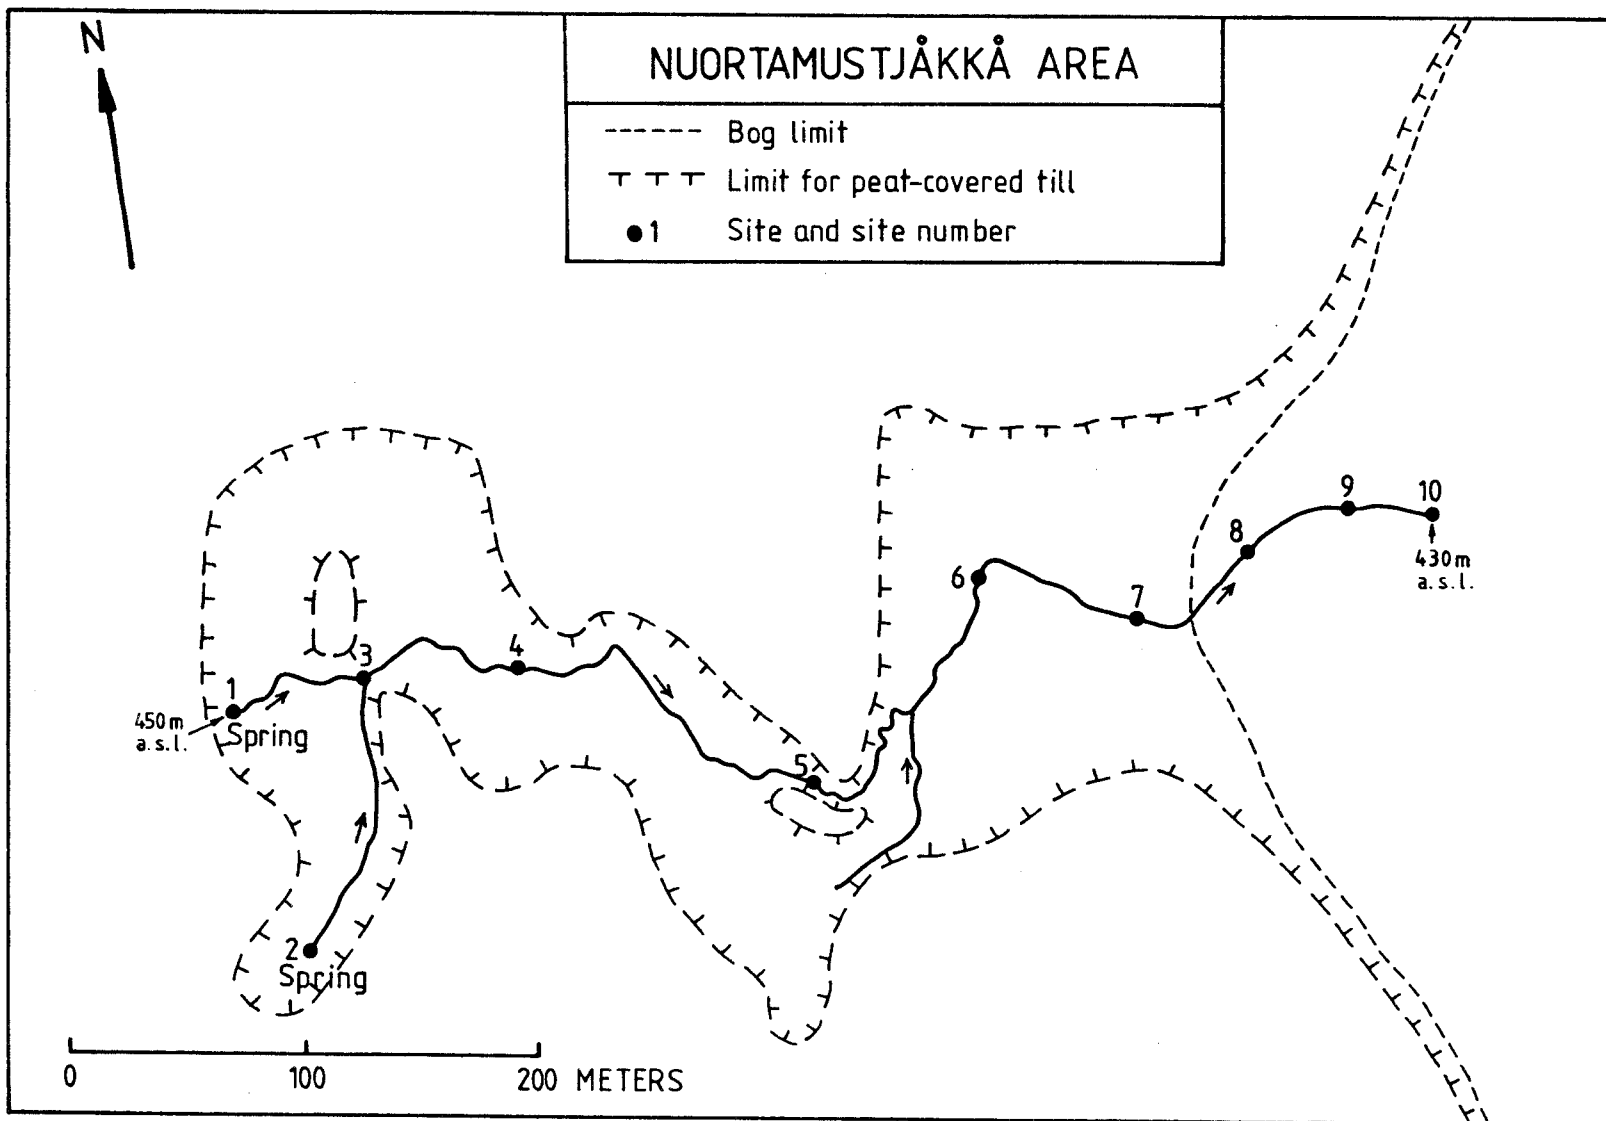 N
NUORTAMUSTJÅKKÅ AREA
Bog limit
Limit for peat-covered till
1 Site and site number
9
10
8
430m
a.s.l.
6
7
3
4
1
450m
a.s.l.
Spring
5
2
Spring
0 100 200 METERS